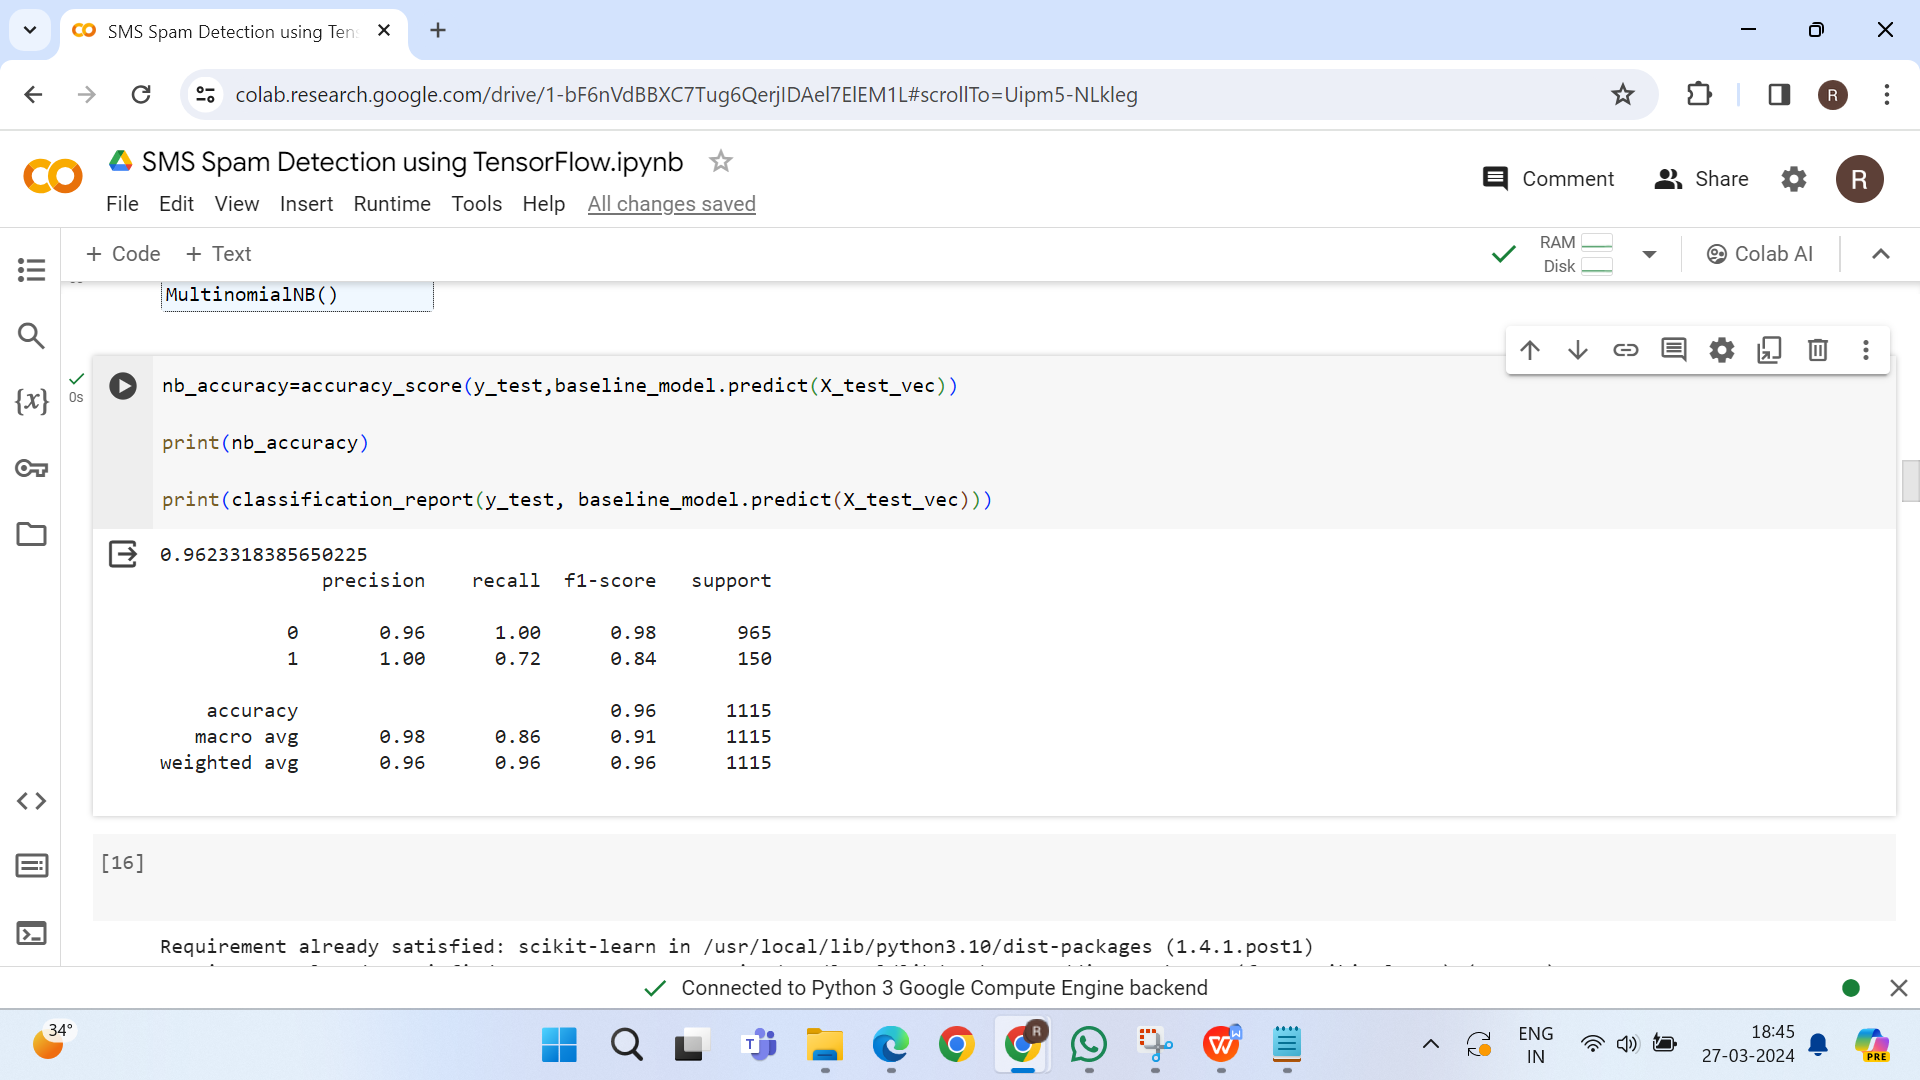 SMS Spam Detection using Ten
colab.research.google.com/drive/1-bF6nVdBBXC7Tug6QerjIDAel7ElEM1L#scrollTo=Uipm5-NLkleg
R
SMS Spam Detection using TensorFlow.ipynb
Comment
Share
R
File Edit View Insert Runtime Tools Help All changes saved
+ Code + Text
RAM
Disk
Colab AI
MultinomialNB()
{x}
0s
nb_accuracy=accuracy_score(y_test,baseline_model.predict(X_test_vec))
print(nb_accuracy)
print(classification_report(y_test, baseline_model.predict(X_test_vec)))
0.9623318385650225
precision recall f1-score support
0 0.96 1.00 0.98 965
1 1.00 0.72 0.84 150
accuracy 0.96 1115
macro avg 0.98 0.86 0.91 1115
weighted avg 0.96 0.96 0.96 1115
[16]
Requirement already satisfied: scikit-learn in /usr/local/lib/python3.10/dist-packages (1.4.1.post1)
Connected to Python 3 Google Compute Engine backend
34°
T
R
W
W
ENG
IN
18:45
27-03-2024
PRE